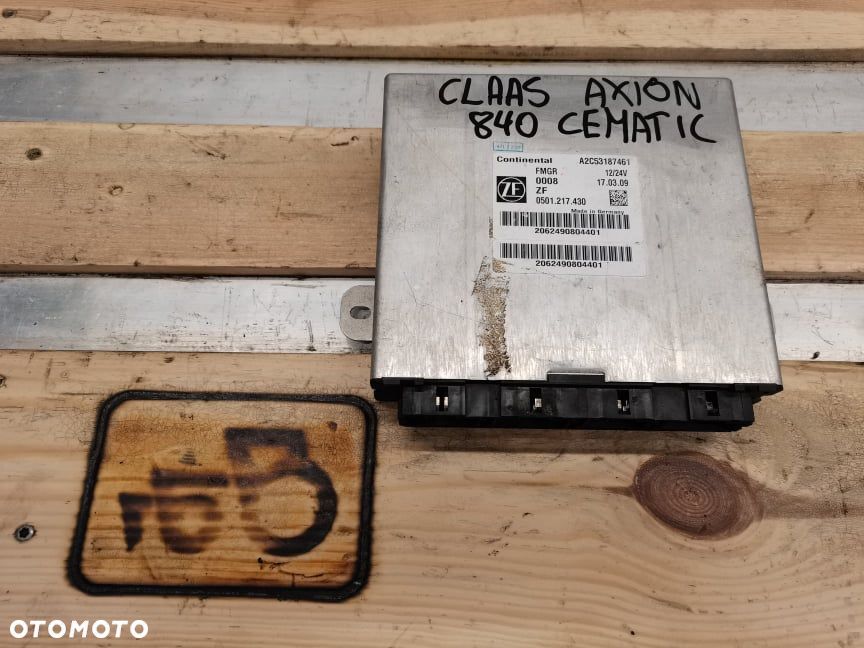 CLAAS AXION
840 CEMATIC
Continental A2C53187461
FMGR 12/24V
0008 17.03.09
ZF
ZF
0501.217.430
Made in Germany
2062490804401
2062490804401
OTOMOTO